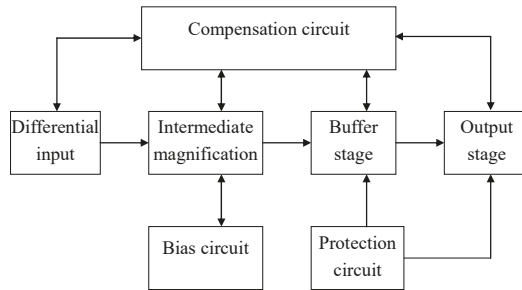 Compensation circuit
Differential
input
Intermediate
magnification
Buffer
stage
Output
stage
Bias circuit
Protection
circuit